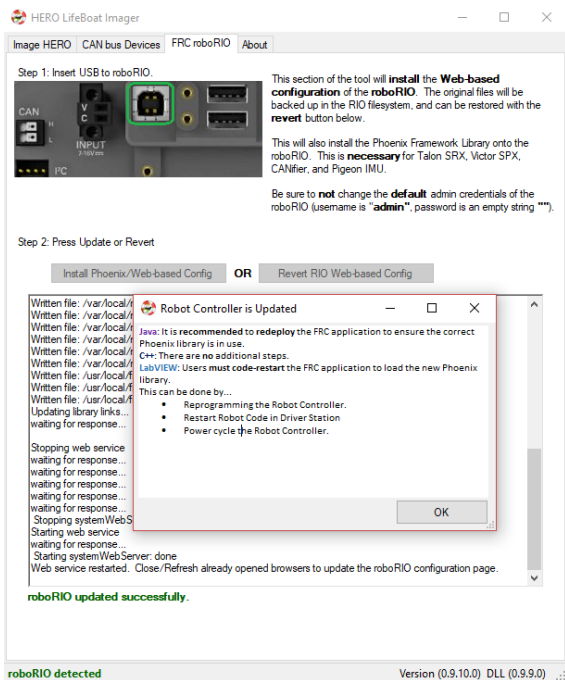 HERO LifeBoat Imager
Image HERO CAN bus Devices FRC roboRIO About
Step 1: Insert USB to roboRIO.
CAN
H
L
V
C
INPUT
7-16V
I²C
This section of the tool will install the Web-based
configuration of the roboRIO. The original files will be
backed up in the RIO filesystem, and can be restored with the
revert button below.
This will also install the Phoenix Framework Library onto the
roboRIO. This is necessary for Talon SRX, Victor SPX,
CANifier, and Pigeon IMU.
Be sure to not change the default admin credentials of the
roboRIO (username is "admin", password is an empty string "").
Step 2: Press Update or Revert
Install Phoenix/Web-based Config OR Revert RIO Web-based Config
Written file: /var/local/
Written file: /var/local/
Written file: /var/local/
Written file: /var/local/
Written file: /var/local/
Written file: /var/local/
Written file: /usr/local/f
Written file: /usr/local/f
Written file: /usr/local/f
Updating library links...
waiting for response...
Stopping web service
waiting for response...
waiting for response...
waiting for response...
waiting for response...
waiting for response...
Stopping systemWebS
Starting web service
waiting for response...
Starting systemWebServer: done
Web service restarted. Close/Refresh already opened browsers to update the roboRIO configuration page.
Robot Controller is Updated
Java: It is recommended to redeploy the FRC application to ensure the correct
Phoenix library is in use.
C++: There are no additional steps.
LabVIEW: Users must code-restart the FRC application to load the new Phoenix
library.
This can be done by...
• Reprogramming the Robot Controller.
• Restart Robot Code in Driver Station
• Power cycle the Robot Controller.
OK
roboRIO updated successfully.
roboRIO detected Version (0.9.10.0) DLL (0.9.9.0)